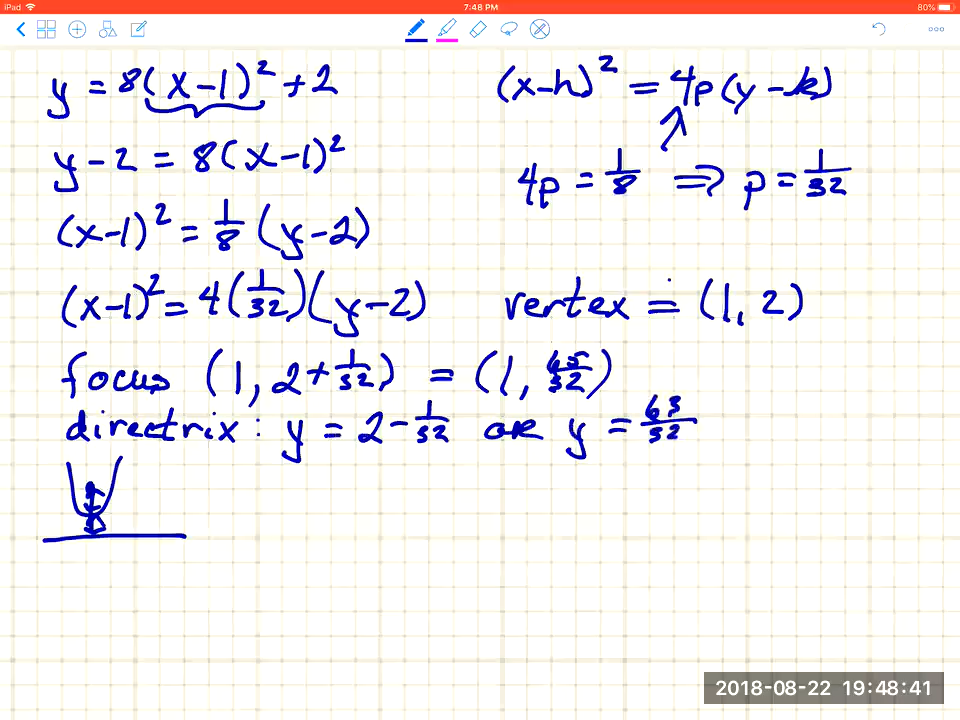 iPad 7:48 PM 80%
y = 8(x-1)² + 2
(x-h)² = 4p(y-k)
y-2 = 8(x-1)²
4p = 1/8 ⇒ p = 1/32
(x-1)² = 1/8 (y-2)
(x-1)² = 4(1/32)(y-2)
vertex = (1, 2)
focus (1, 2+1/32) = (1, 65/32)
directrix: y = 2 - 1/32 or y = 63/32
2018-08-22 19:48:41